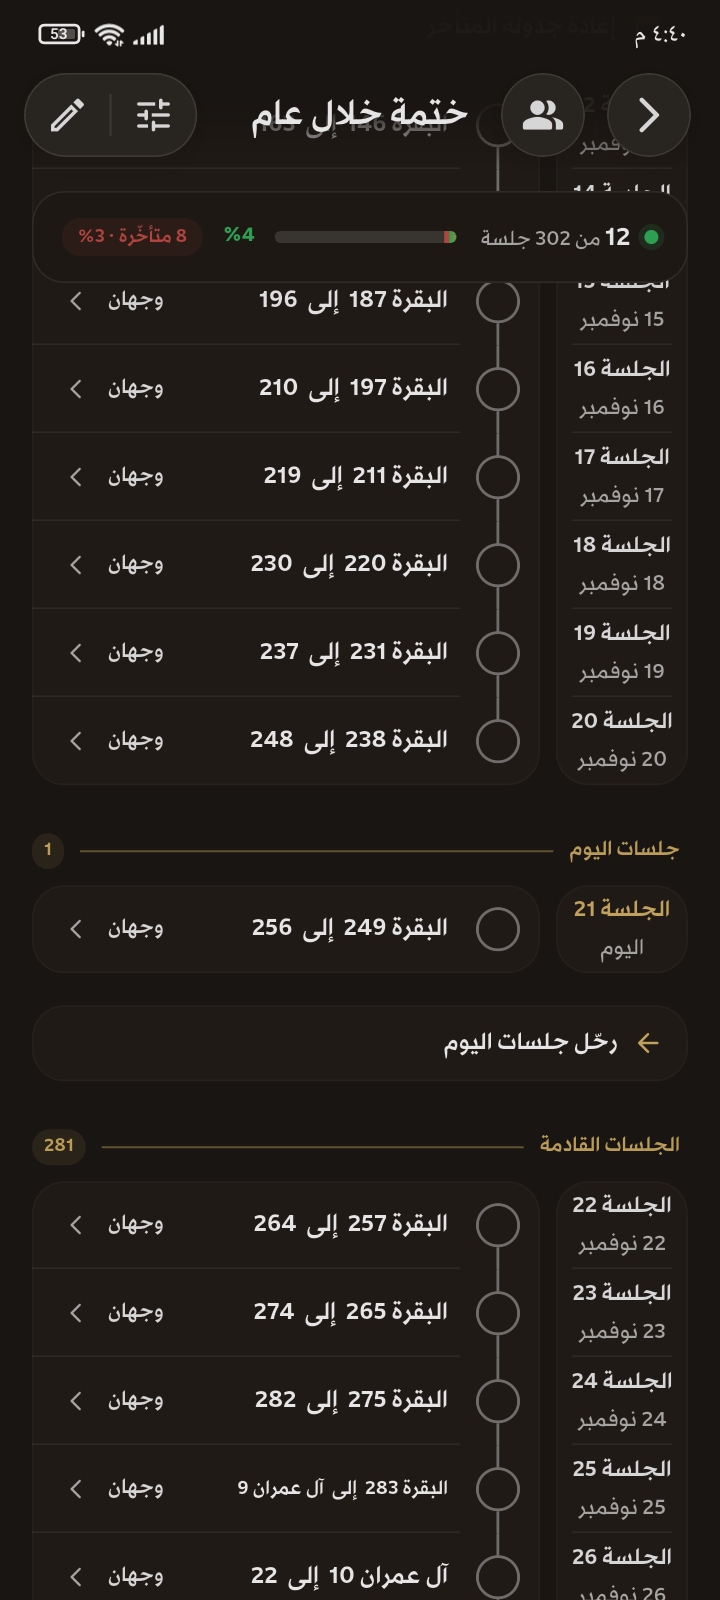 ٤:٤٠ م
53
ختمة خلال عام
12 من 302 جلسة
%4
8 متأخّرة · 3%
البقرة 187 إلى 196
وجهان
15 نوفمبر
الجلسة 16
البقرة 197 إلى 210
وجهان
16 نوفمبر
الجلسة 17
البقرة 211 إلى 219
وجهان
17 نوفمبر
الجلسة 18
البقرة 220 إلى 230
وجهان
18 نوفمبر
الجلسة 19
البقرة 231 إلى 237
وجهان
19 نوفمبر
الجلسة 20
البقرة 238 إلى 248
وجهان
20 نوفمبر
جلسات اليوم
1
الجلسة 21
البقرة 249 إلى 256
وجهان
اليوم
رحّل جلسات اليوم
الجلسات القادمة
281
الجلسة 22
البقرة 257 إلى 264
وجهان
22 نوفمبر
الجلسة 23
البقرة 265 إلى 274
وجهان
23 نوفمبر
الجلسة 24
البقرة 275 إلى 282
وجهان
24 نوفمبر
الجلسة 25
البقرة 283 إلى آل عمران 9
وجهان
25 نوفمبر
الجلسة 26
آل عمران 10 إلى 22
وجهان
26 نوفمبر